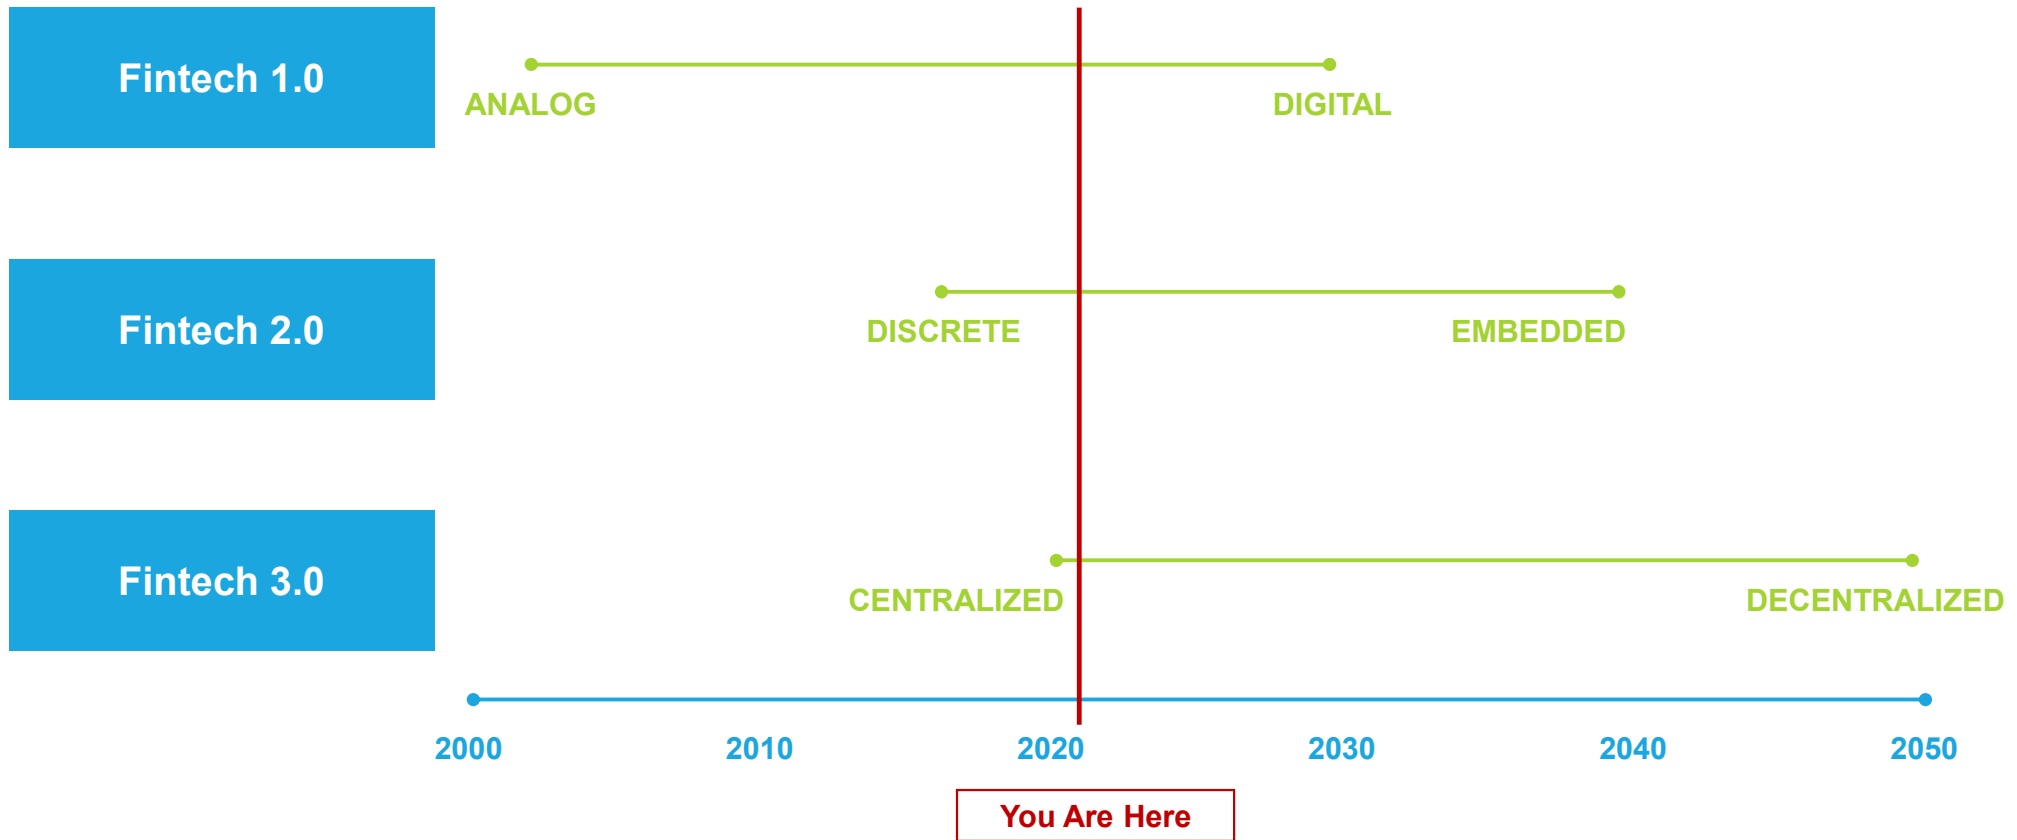 Fintech 1.0
ANALOG DIGITAL
Fintech 2.0
DISCRETE EMBEDDED
Fintech 3.0
CENTRALIZED DECENTRALIZED
2000 2010 2020 2030 2040 2050
You Are Here